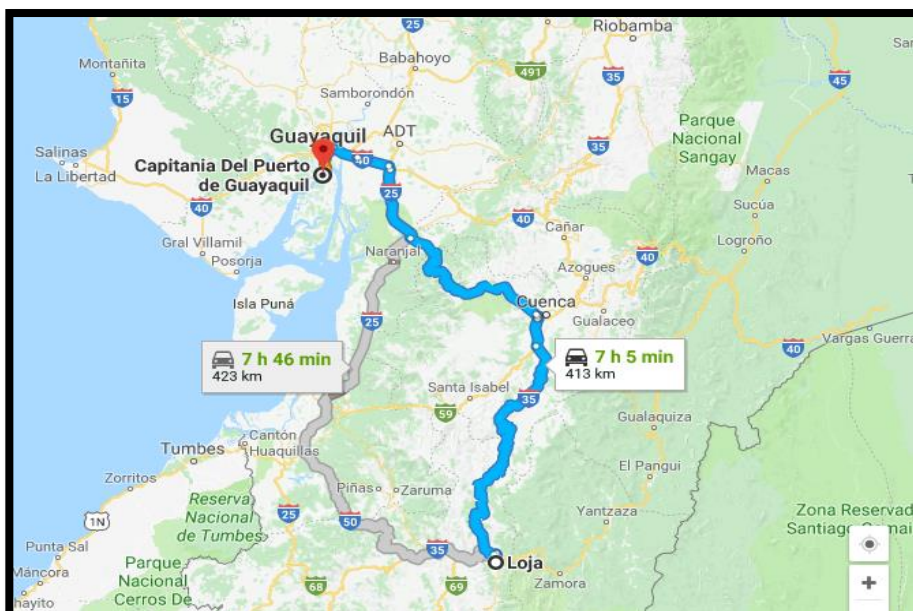 25
Riobamba
San
Montañita
Babahoyo
491
35
45
15
Samborondón
Parque
Nacional
Sangay
Guayaquil
ADT
35
Salinas
La Libertad
Capitania Del Puerto
de Guayaquil
40
25
Macas
Sucúa
40
40
Cañar
Logroño
Gral Villamil
Naranjal
Posorja
Azogues
40
Isla Puná
Cuenca
Gualaceo
25
Vargas Guerra
40
7 h 46 min
423 km
7 h 5 min
413 km
Santa Isabel
35
59
Gualaquiza
Tumbes
Cantón
Huaquillas
El Pangui
Zorritos
Piñas
Zaruma
Reserva
Nacional
de Tumbes
25
Yantzaza
Zona Reservad
Santiago
1N
50
Punta Sal
35
Loja
Máncora
Parque
Nacional
Cerros De
68
69
Zamora
hayito
+